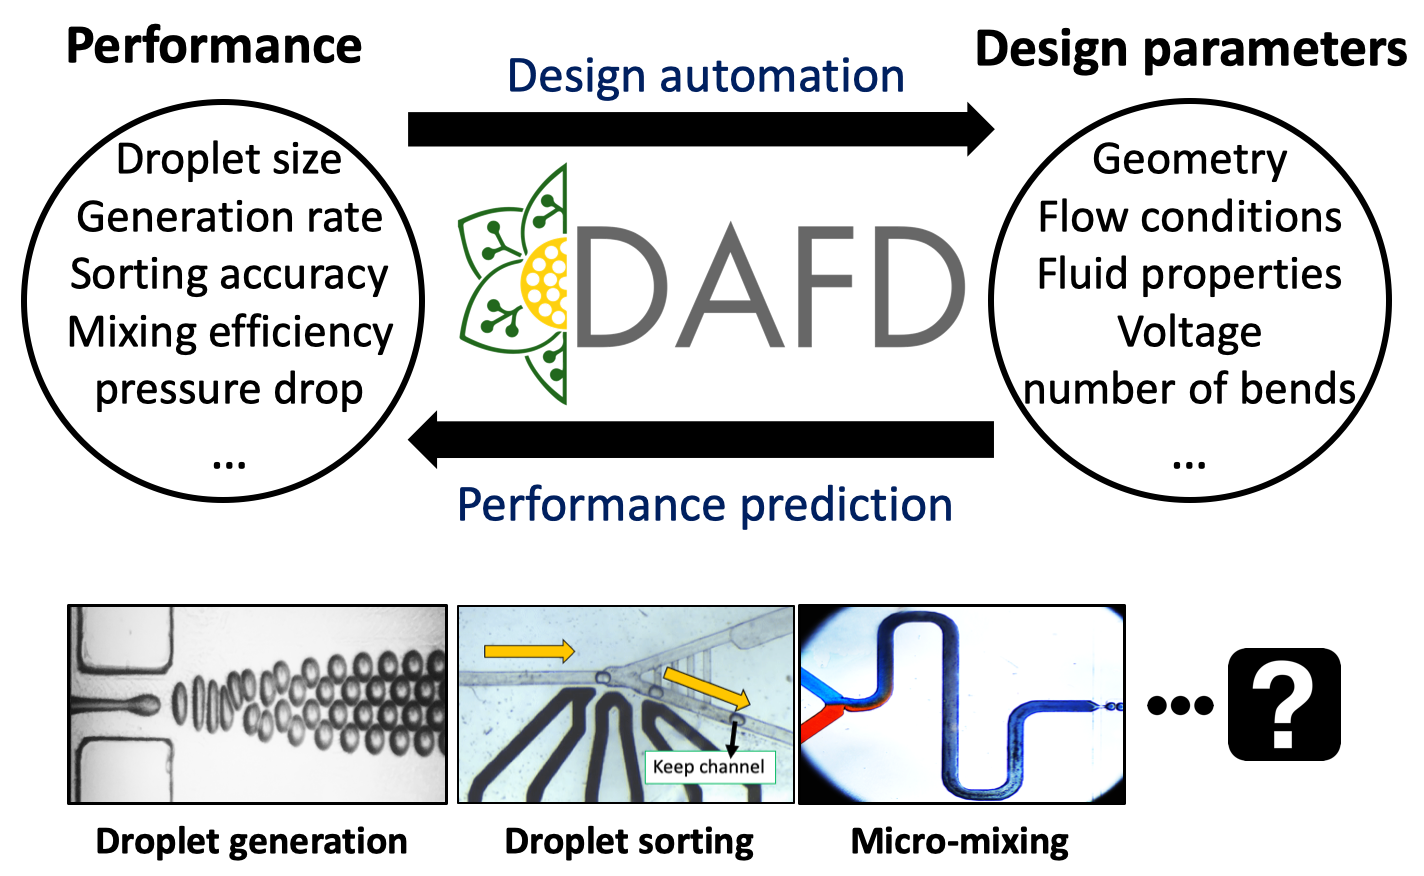 Performance
Design parameters
Design automation
Droplet size
Generation rate
Sorting accuracy
Mixing efficiency
pressure drop
...
DAFD
Geometry
Flow conditions
Fluid properties
Voltage
number of bends
...
Performance prediction
Keep channel
?
Droplet generation
Droplet sorting
Micro-mixing